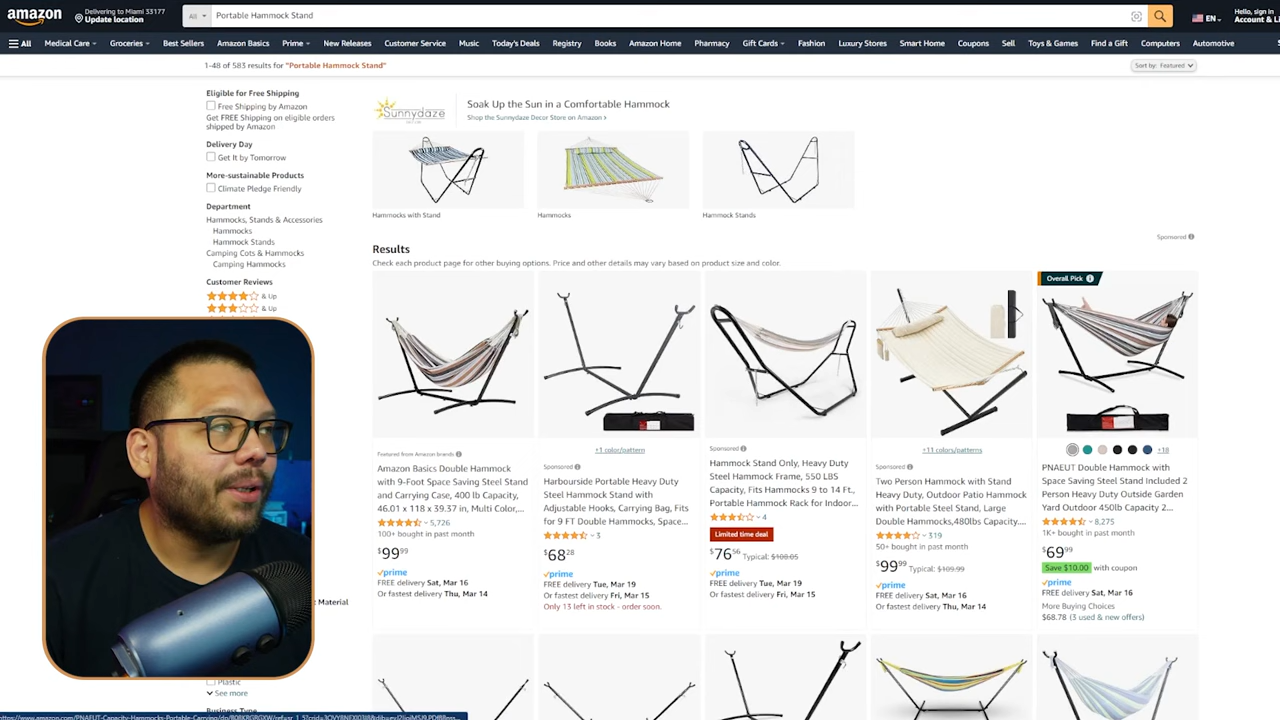 amazon
Delivering to Miami 33177
Update location
All
Portable Hammock Stand
EN
Hello, sign in
Account & Li
All
Medical Care
Groceries
Best Sellers
Amazon Basics
Prime
New Releases
Customer Service
Music
Today's Deals
Registry
Books
Amazon Home
Pharmacy
Gift Cards
Fashion
Luxury Stores
Smart Home
Coupons
Sell
Toys & Games
Find a Gift
Computers
Automotive
1-48 of 583 results for "Portable Hammock Stand"
Sort by: Featured
Eligible for Free Shipping
Free Shipping by Amazon
Get FREE Shipping on eligible orders
shipped by Amazon
Delivery Day
Get It by Tomorrow
More-sustainable Products
Climate Pledge Friendly
Department
Hammocks, Stands & Accessories
Hammocks
Hammock Stands
Camping Cots & Hammocks
Camping Hammocks
Customer Reviews
& Up
& Up
t Material
Plastic
See more
Business Type
Sunnydaze
Soak Up the Sun in a Comfortable Hammock
Shop the Sunnydaze Decor Store on Amazon ›
Hammocks with Stand
Hammocks
Hammock Stands
Sponsored
Results
Check each product page for other buying options. Price and other details may vary based on product size and color.
Featured from Amazon brands
Amazon Basics Double Hammock
with 9-Foot Space Saving Steel Stand
and Carrying Case, 400 lb Capacity,
46.01 x 118 x 39.37 in, Multi Color,...
5,726
100+ bought in past month
$99⁹⁹
prime
FREE delivery Sat, Mar 16
Or fastest delivery Thu, Mar 14
+1 color/pattern
Sponsored
Harbourside Portable Heavy Duty
Steel Hammock Stand with
Adjustable Hooks, Carrying Bag, Fits
for 9 FT Double Hammocks, Space...
3
$68²⁸
prime
FREE delivery Tue, Mar 19
Or fastest delivery Fri, Mar 15
Only 13 left in stock - order soon.
Sponsored
Hammock Stand Only, Heavy Duty
Steel Hammock Frame, 550 LBS
Capacity, Fits Hammocks 9 to 14 Ft.,
Portable Hammock Rack for Indoor...
4
Limited time deal
$76⁵⁶ Typical: $108.05
prime
FREE delivery Tue, Mar 19
Or fastest delivery Fri, Mar 15
+11 colors/patterns
Sponsored
Two Person Hammock with Stand
Heavy Duty, Outdoor Patio Hammock
with Portable Steel Stand, Large
Double Hammocks,480lbs Capacity....
319
50+ bought in past month
$99⁹⁹ Typical: $109.99
prime
FREE delivery Sat, Mar 16
Or fastest delivery Thu, Mar 14
Overall Pick
+18
PNAEUT Double Hammock with
Space Saving Steel Stand Included 2
Person Heavy Duty Outside Garden
Yard Outdoor 450lb Capacity 2...
8,275
1K+ bought in past month
$69⁹⁹
Save $10.00 with coupon
prime
FREE delivery Sat, Mar 16
More Buying Choices
$68.78 (3 used & new offers)